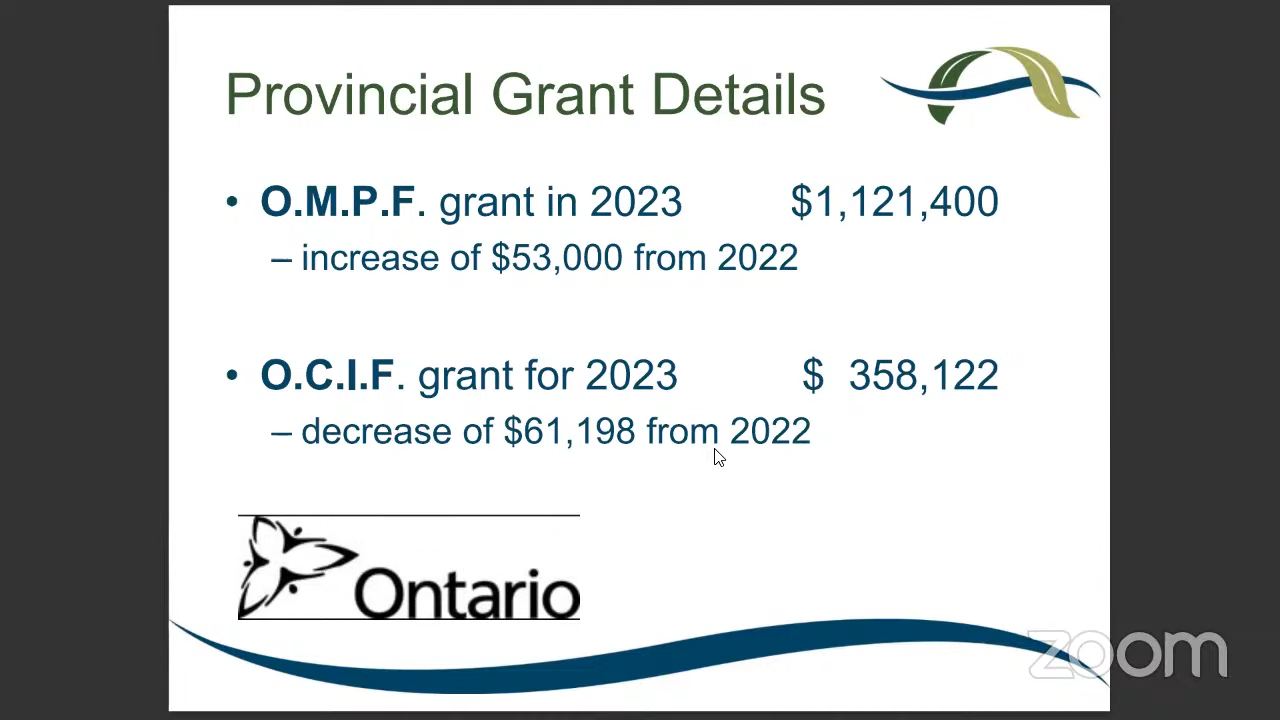 Provincial Grant Details
• O.M.P.F. grant in 2023 $1,121,400
– increase of $53,000 from 2022
• O.C.I.F. grant for 2023 $ 358,122
– decrease of $61,198 from 2022
Ontario
zoom